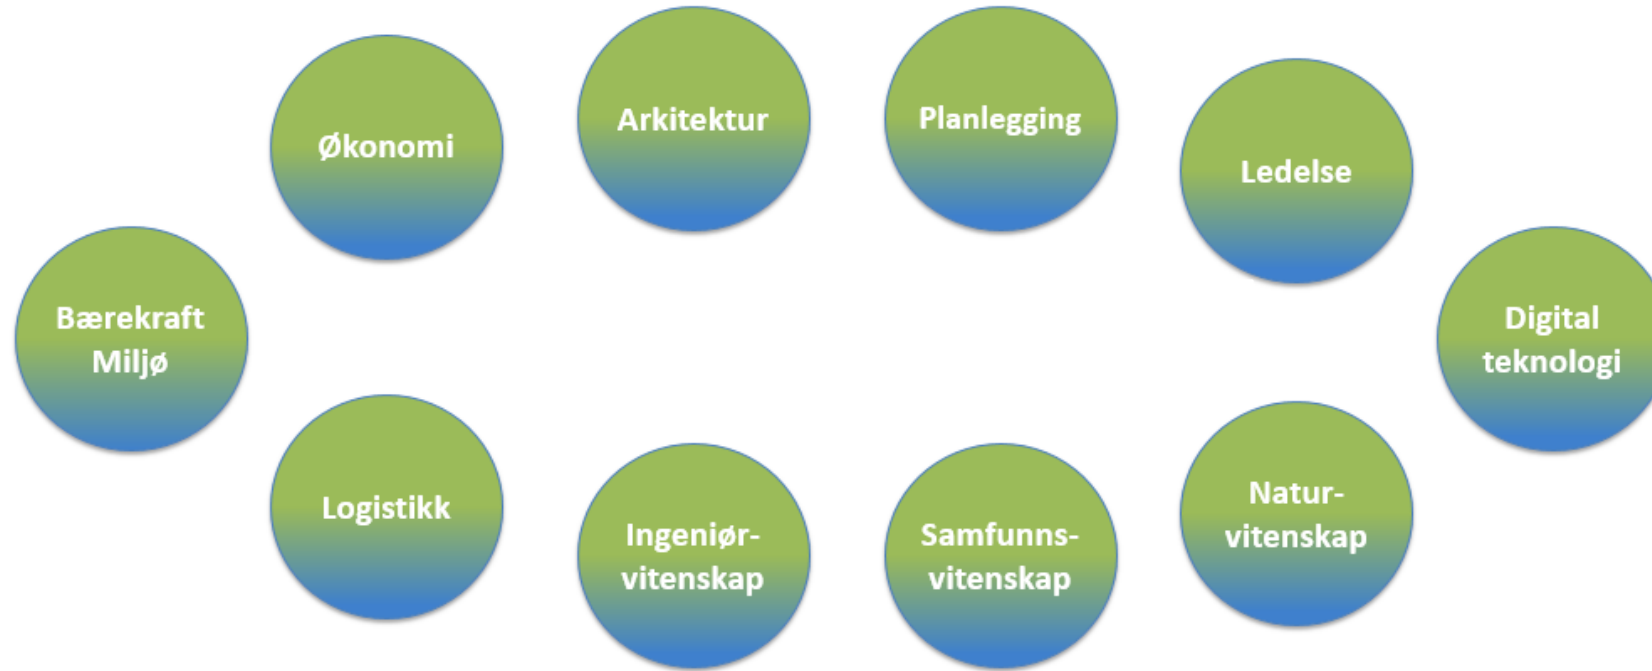 Økonomi
Arkitektur
Planlegging
Ledelse
Bærekraft
Miljø
Digital
teknologi
Logistikk
Ingeniør-
vitenskap
Samfunns-
vitenskap
Natur-
vitenskap